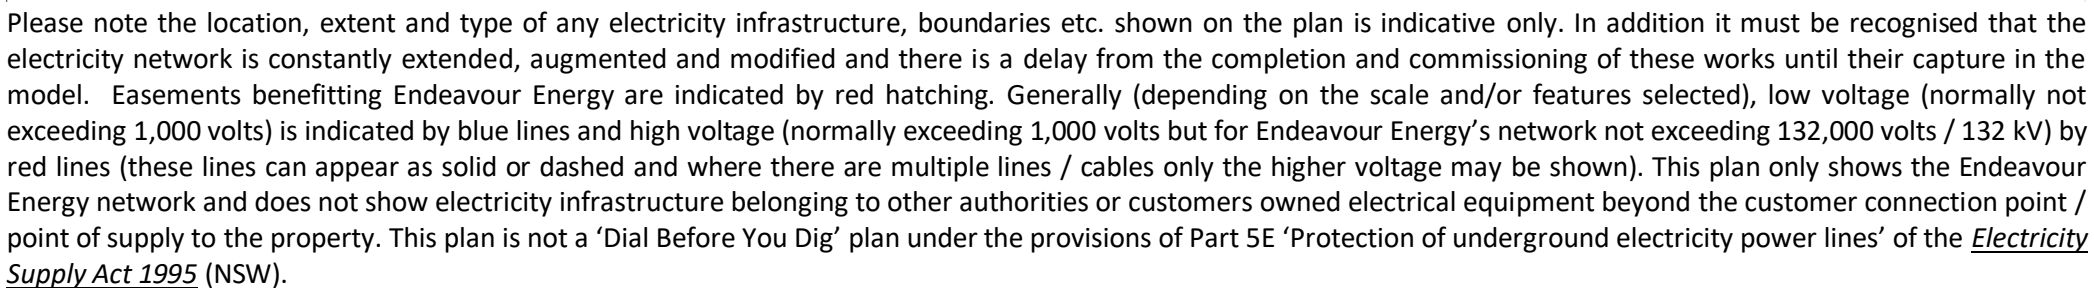 Please note the location, extent and type of any electricity infrastructure, boundaries etc. shown on the plan is indicative only. In addition it must be recognised that the
electricity network is constantly extended, augmented and modified and there is a delay from the completion and commissioning of these works until their capture in the
model.  Easements benefitting Endeavour Energy are indicated by red hatching. Generally (depending on the scale and/or features selected), low voltage (normally not
exceeding 1,000 volts) is indicated by blue lines and high voltage (normally exceeding 1,000 volts but for Endeavour Energy’s network not exceeding 132,000 volts / 132 kV) by
red lines (these lines can appear as solid or dashed and where there are multiple lines / cables only the higher voltage may be shown). This plan only shows the Endeavour
Energy network and does not show electricity infrastructure belonging to other authorities or customers owned electrical equipment beyond the customer connection point /
point of supply to the property. This plan is not a ‘Dial Before You Dig’ plan under the provisions of Part 5E ‘Protection of underground electricity power lines’ of the Electricity
Supply Act 1995 (NSW).